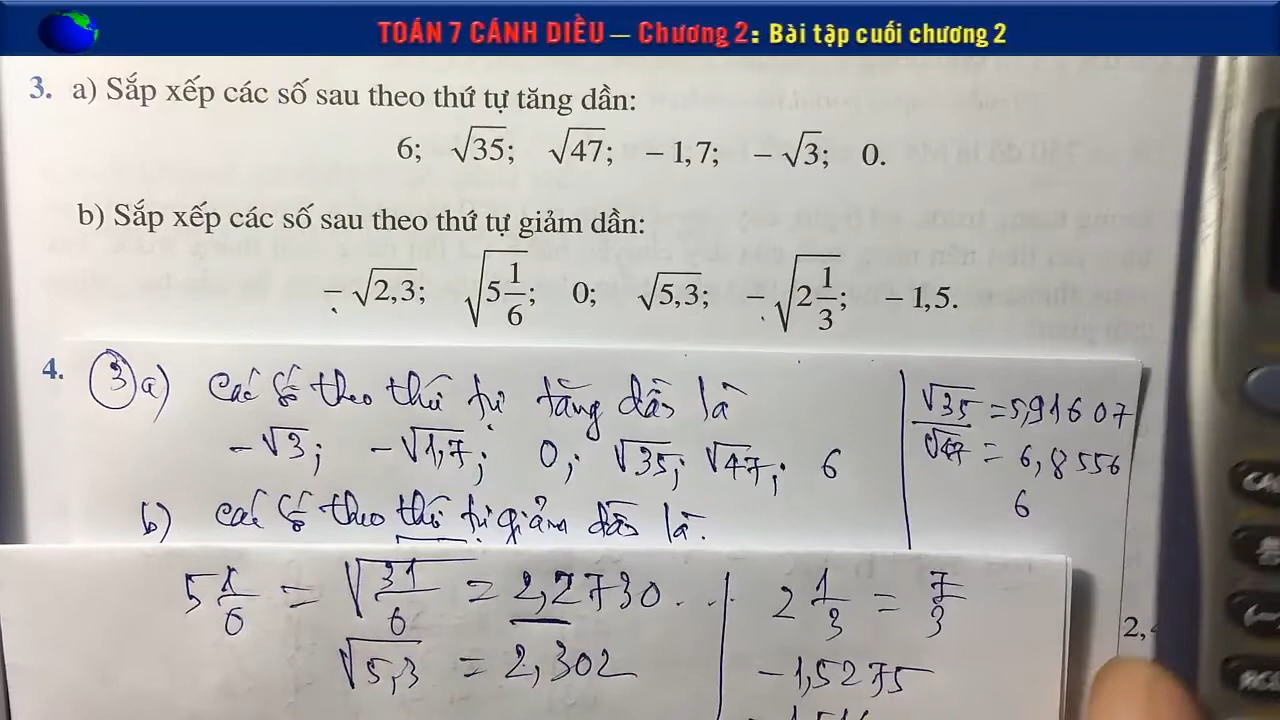 TOÁN 7 CÁNH DIỀU – Chương 2: Bài tập cuối chương 2
3. a) Sắp xếp các số sau theo thứ tự tăng dần:
6; √35; √47; −1,7; −√3; 0.
b) Sắp xếp các số sau theo thứ tự giảm dần:
−√2,3; √5 1/6; 0; √5,3; −√2 1/3; −1,5.
4. 3 a) Các số theo thứ tự tăng dần là
−√3; −√1,7; 0; √35; √47; 6
√35 = 5,91607
√47 = 6,8556
6
b) Các số theo thứ tự giảm dần là.
5 1/6 = √31/6 = 2,2730...
√5,3 = 2,302
2 1/3 = 7/3
−1,5275
2,